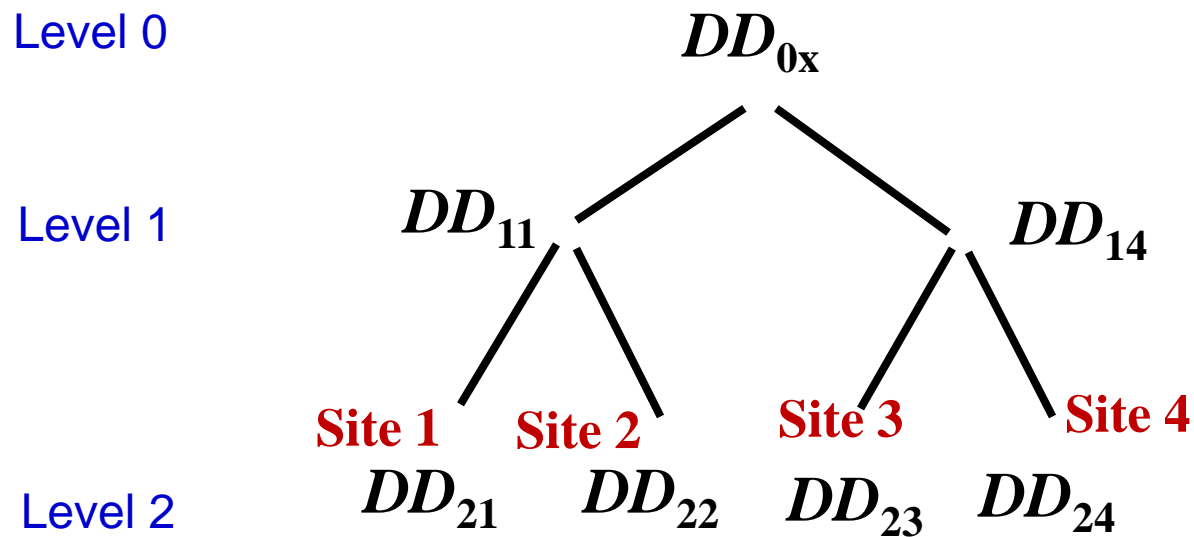 Level 0
DD0x
Level 1
DD11
DD14
Site 1
Site 2
Site 3
Site 4
Level 2
DD21
DD22
DD23
DD24